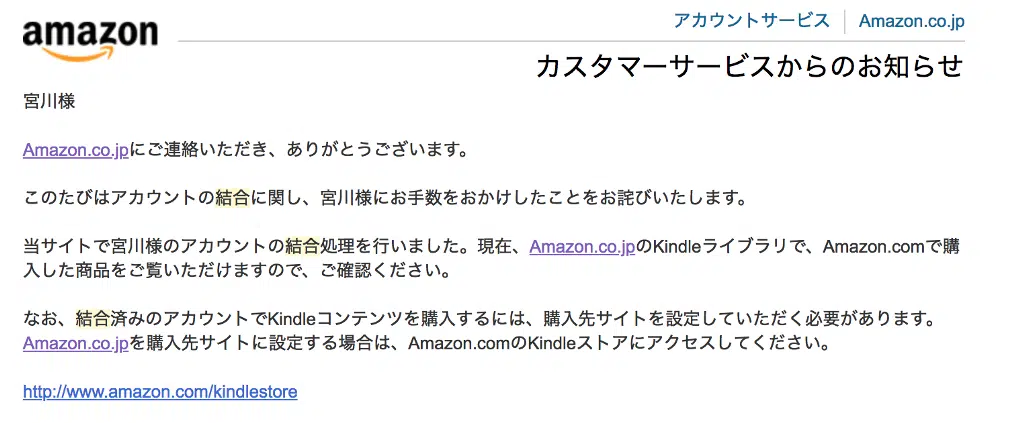 amazon
アカウントサービス Amazon.co.jp
カスタマーサービスからのお知らせ
宮川様
Amazon.co.jpにご連絡いただき、ありがとうございます。
このたびはアカウントの結合に関し、宮川様にお手数をおかけしたことをお詫びいたします。
当サイトで宮川様のアカウントの結合処理を行いました。現在、Amazon.co.jpのKindleライブラリで、Amazon.comで購
入した商品をご覧いただけますので、ご確認ください。
なお、結合済みのアカウントでKindleコンテンツを購入するには、購入先サイトを設定していただく必要があります。
Amazon.co.jpを購入先サイトに設定する場合は、Amazon.comのKindleストアにアクセスしてください。
http://www.amazon.com/kindlestore